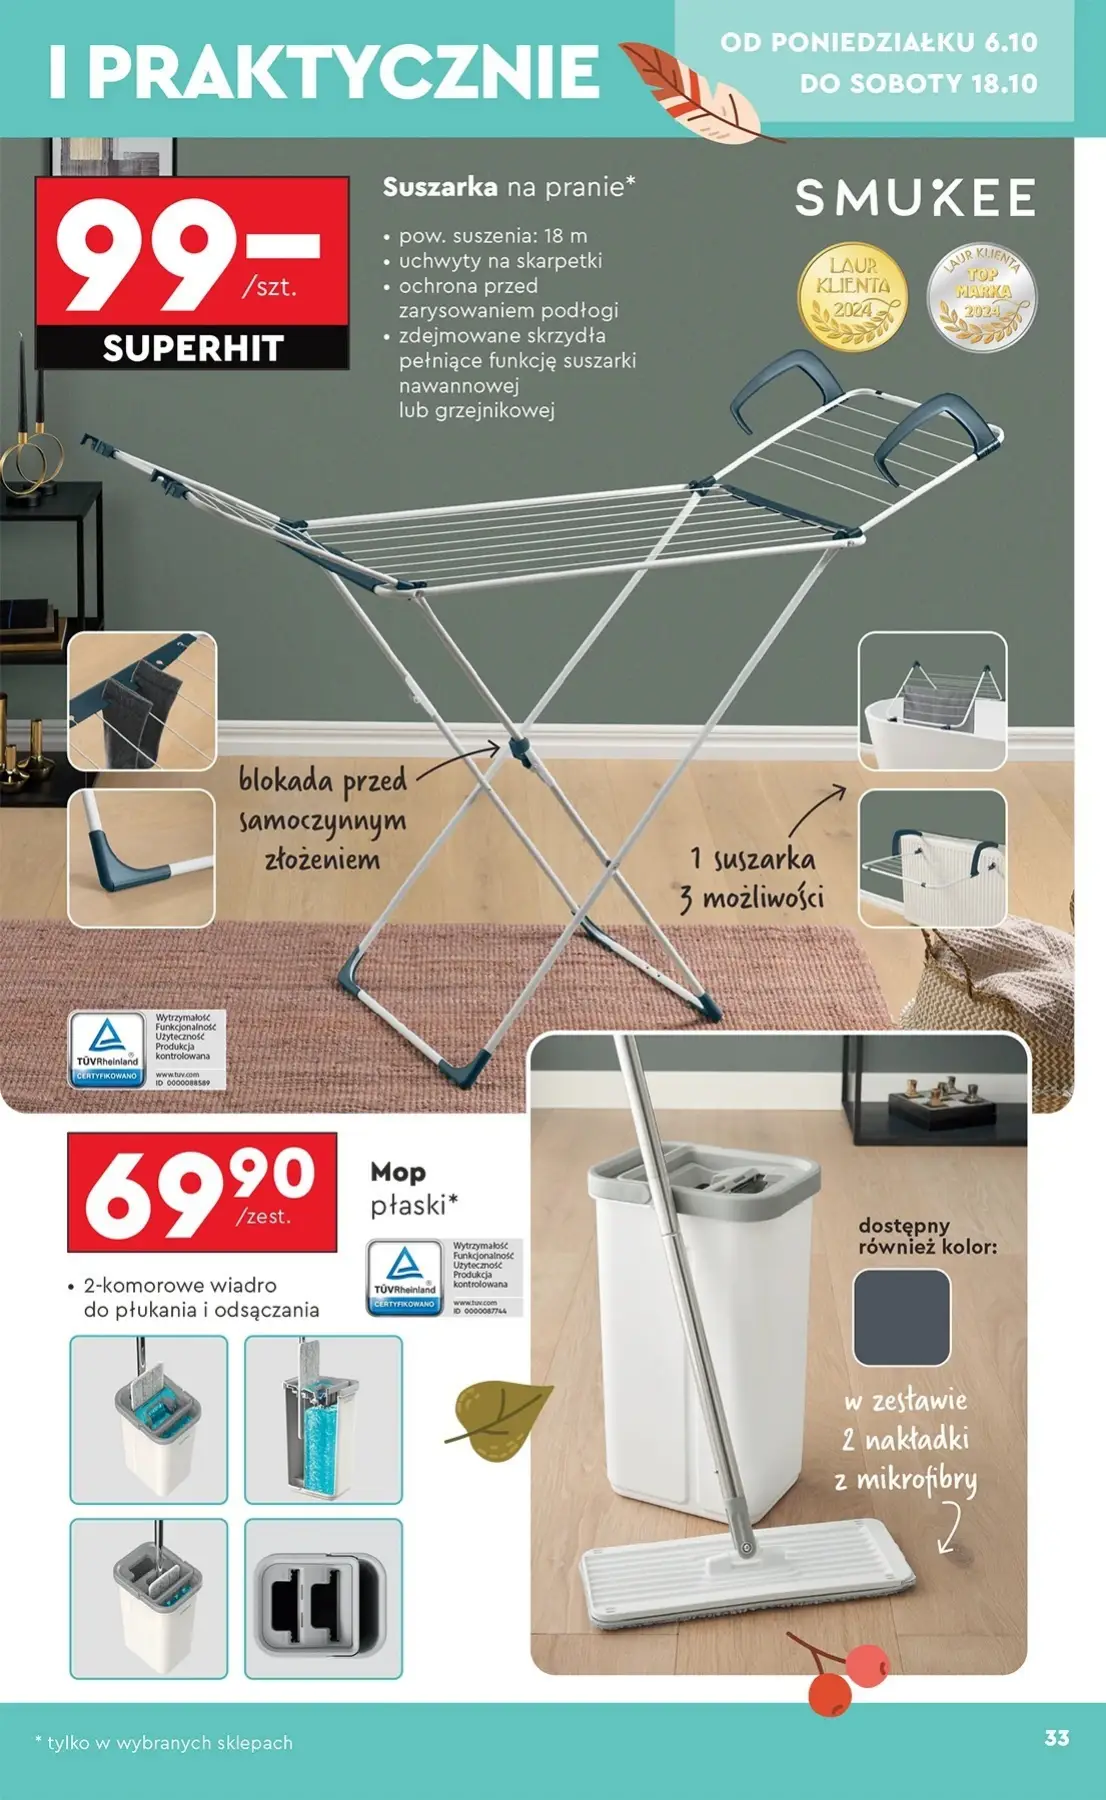 I PRAKTYCZNIE
OD PONIEDZIAŁKU 6.10
DO SOBOTY 18.10
99-
/szt.
SUPERHIT
Suszarka na pranie*
• pow. suszenia: 18 m
• uchwyty na skarpetki
• ochrona przed
zarysowaniem podłogi
• zdejmowane skrzydła
pełniące funkcję suszarki
nawannowej
lub grzejnikowej
SMUKEE
LAUR
KLIENTA
2024
LAUR KLIENTA
TOP
MARKA
2024
blokada przed
samoczynnym
złożeniem
1 suszarka
3 możliwości
TÜVRheinland
CERTYFIKOWANO
Wytrzymałość
Funkcjonalność
Użyteczność
Produkcja
kontrolowana
www.tuv.com
ID 0000088589
69 90
/zest.
Mop
płaski*
TÜVRheinland
CERTYFIKOWANO
Wytrzymałość
Funkcjonalność
Użyteczność
Produkcja
kontrolowana
www.tuv.com
ID 0000087744
• 2-komorowe wiadro
do płukania i odsączania
dostępny
również kolor:
w zestawie
2 nakładki
z mikrofibry
* tylko w wybranych sklepach
33